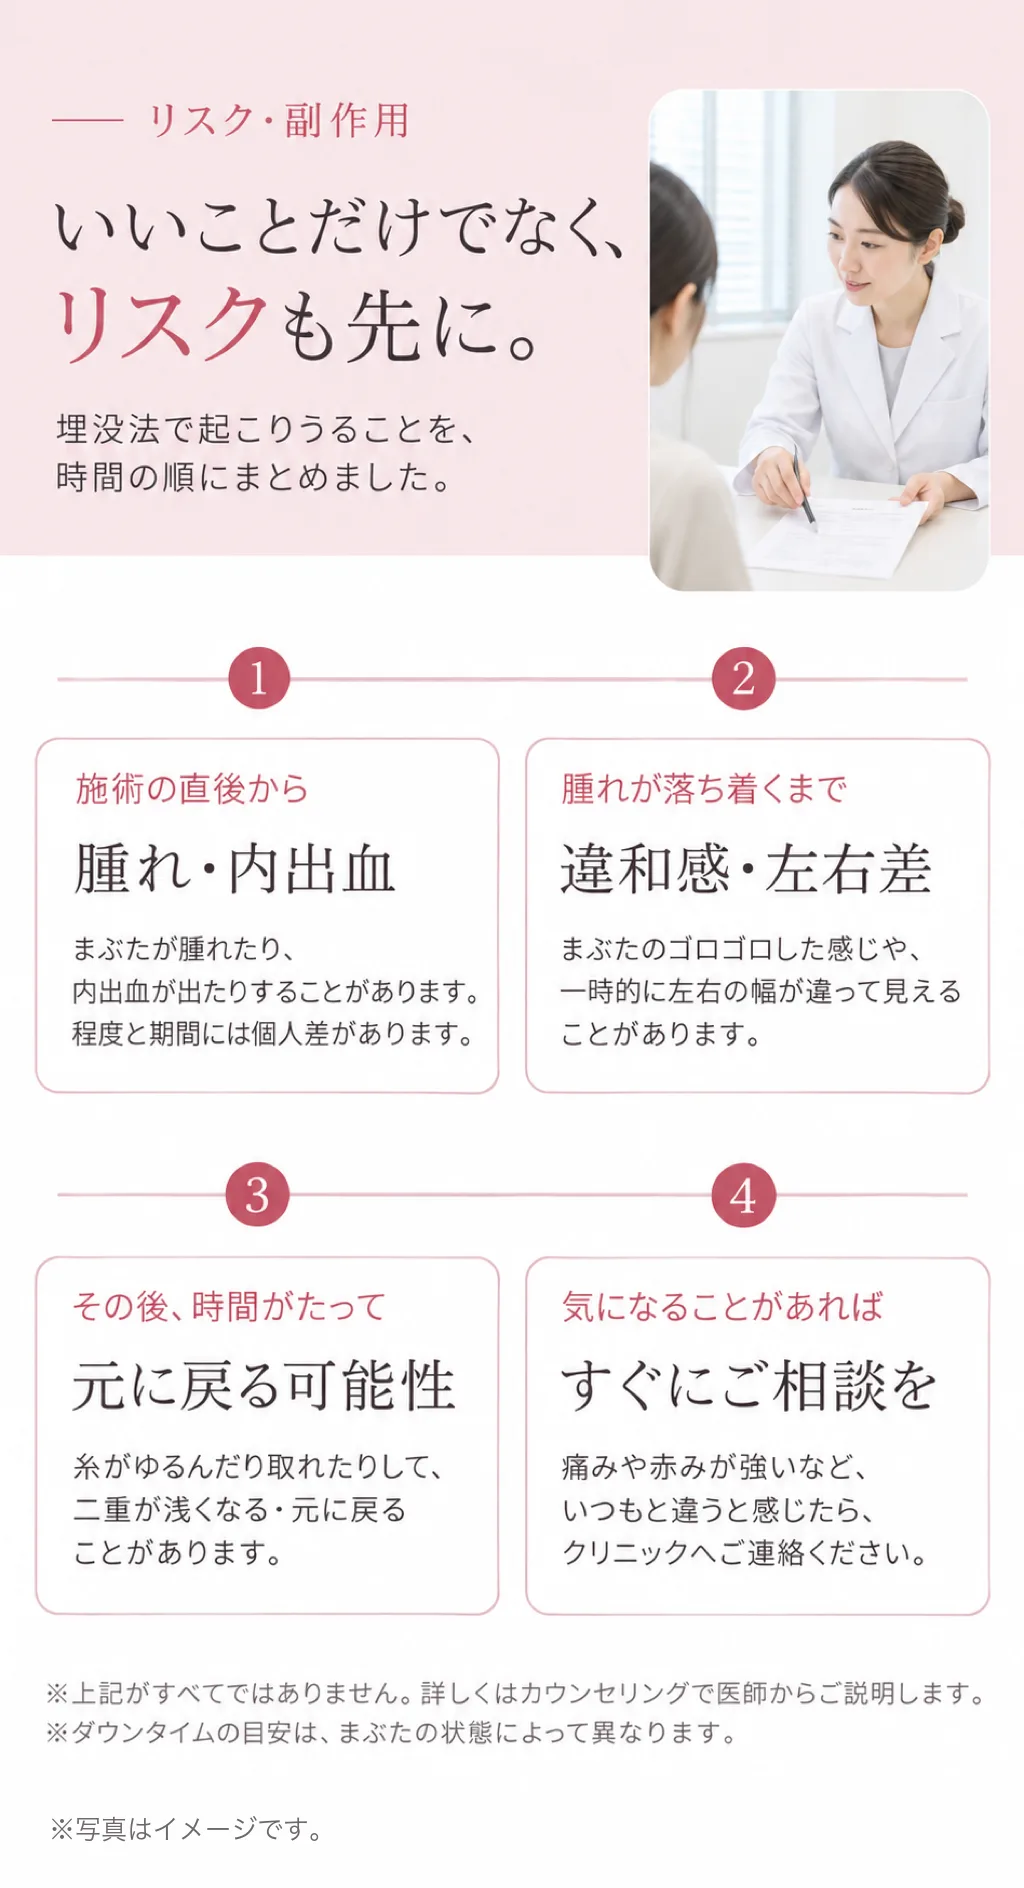 リスク・副作用
いいことだけでなく、
リスクも先に。
埋没法で起こりうることを、
時間の順にまとめました。
1
施術の直後から
腫れ・内出血
まぶたが腫れたり、
内出血が出たりすることがあります。
程度と期間には個人差があります。
2
腫れが落ち着くまで
違和感・左右差
まぶたのゴロゴロした感じや、
一時的に左右の幅が違って見える
ことがあります。
3
その後、時間がたって
元に戻る可能性
糸がゆるんだり取れたりして、
二重が浅くなる・元に戻る
ことがあります。
4
気になることがあれば
すぐにご相談を
痛みや赤みが強いなど、
いつもと違うと感じたら、
クリニックへご連絡ください。
※上記がすべてではありません。詳しくはカウンセリングで医師からご説明します。
※ダウンタイムの目安は、まぶたの状態によって異なります。
※写真はイメージです。